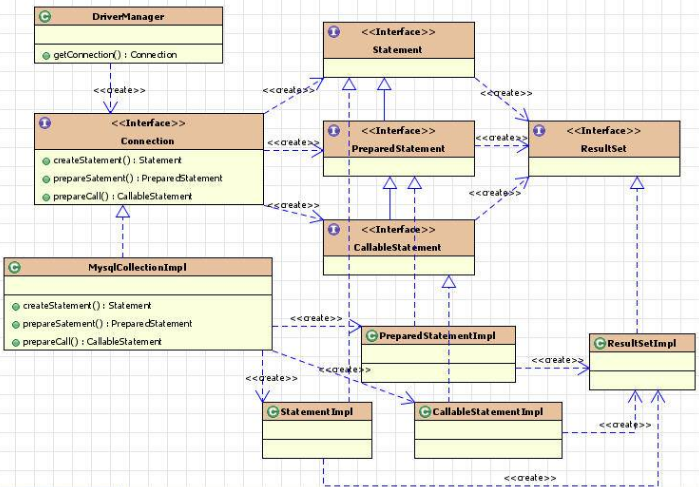 DriverManager
getConnection() : Connection
<<Interface>>
Statement
<<create>>
<<create>>
<<create>>
<<Interface>>
Connection
createStatement() : Statement
prepareSatement() : PreparedStatement
prepareCall() : CallableStatement
<<create>>
<<Interface>>
PreparedStatement
<<create>>
<<Interface>>
ResultSet
<<create>>
<<create>>
<<Interface>>
CallableStatement
MysqlCollectionImpl
createStatement() : Statement
prepareSatement() : PreparedStatement
prepareCall() : CallableStatement
<<create>>
PreparedStatementImpl
ResultSetImpl
<<create>>
<<create>>
<<create>>
StatementImpl
CallableStatementImpl
<<create>>
<<create>>